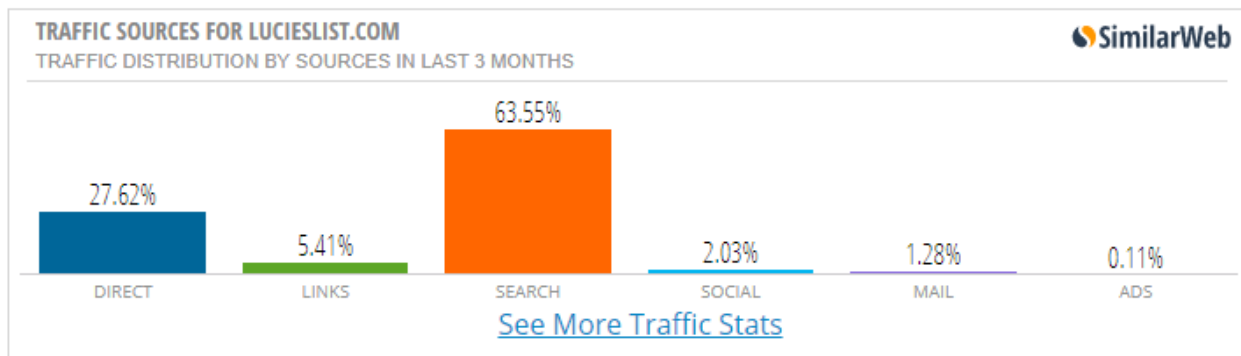 TRAFFIC SOURCES FOR LUCIESLIST.COM
SimilarWeb
TRAFFIC DISTRIBUTION BY SOURCES IN LAST 3 MONTHS
27.62%
5.41%
63.55%
2.03%
1.28%
0.11%
DIRECT
LINKS
SEARCH
SOCIAL
MAIL
ADS
See More Traffic Stats